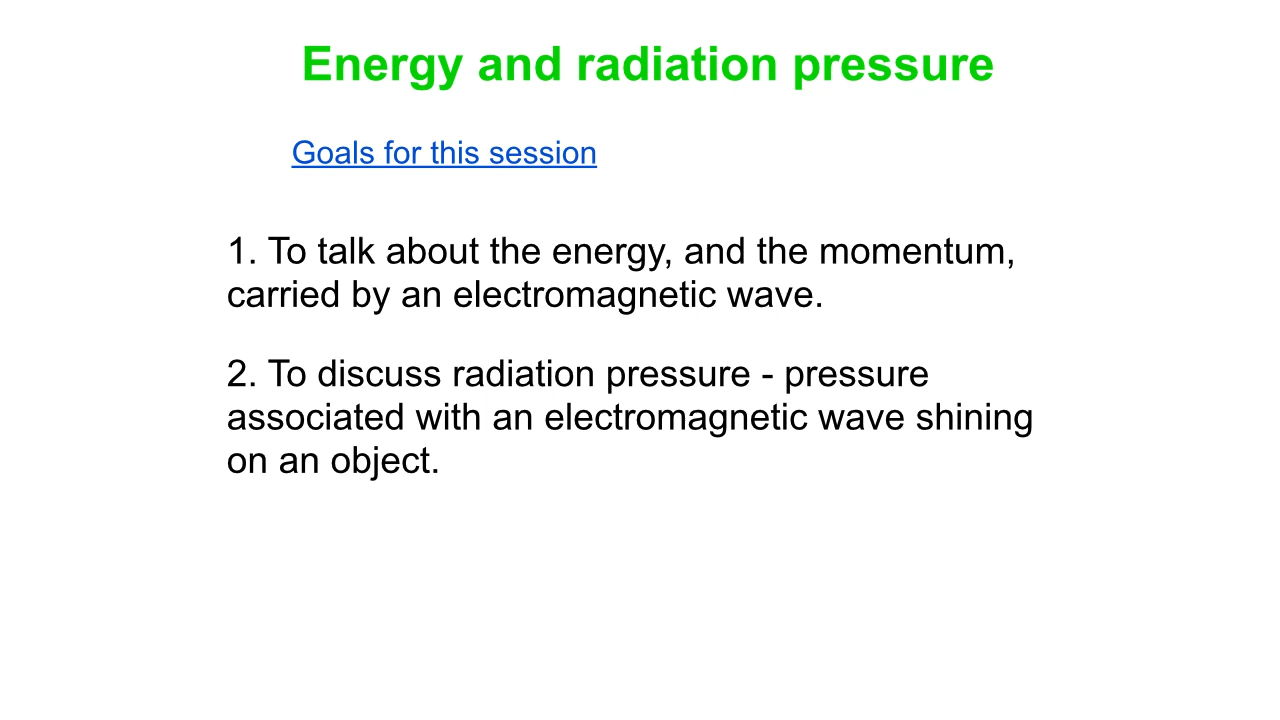 Energy and radiation pressure
Goals for this session
1. To talk about the energy, and the momentum,
carried by an electromagnetic wave.
2. To discuss radiation pressure - pressure
associated with an electromagnetic wave shining
on an object.